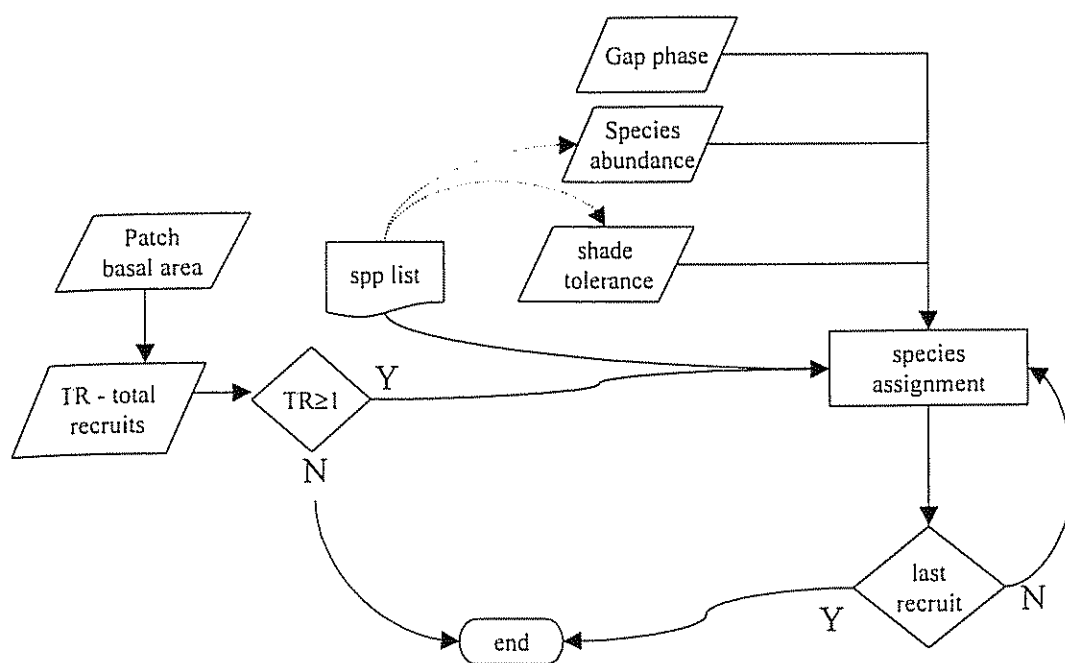 Gap phase
Species
abundance
Patch
basal area
spp list
shade
tolerance
TR - total
recruits
TR≥1
Y
N
species
assignment
last
recruit
N
Y
end